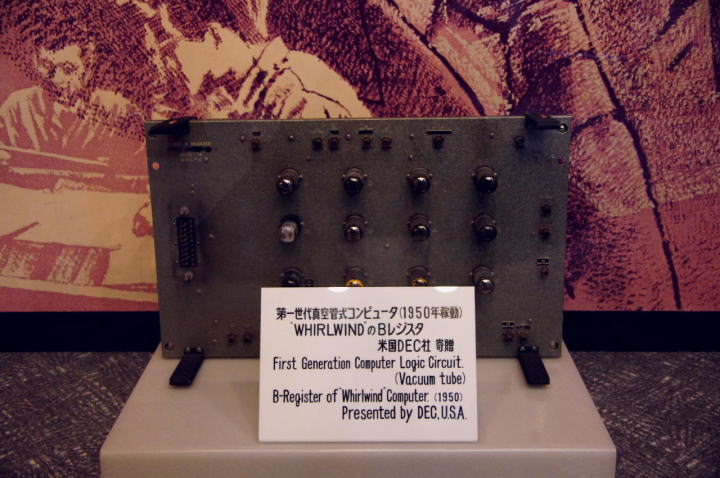 第一世代真空管式コンピュータ(1950年稼動)
"WHIRLWIND"のBレジスタ
米国DEC社 寄贈
First Generation Computer Logic Circuit.
(Vacuum tube)
B-Register of "Whirlwind" Computer. (1950)
Presented by DEC, U.S.A.